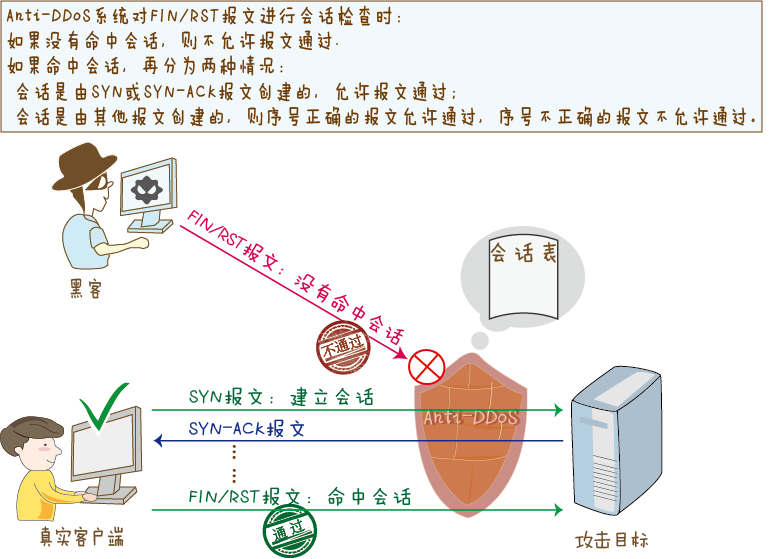 Anti-DDoS系统对FIN/RST报文进行会话检查时：
如果没有命中会话，则不允许报文通过.
如果命中会话，再分为两种情况：
会话是由SYN或SYN-ACK报文创建的，允许报文通过；
会话是由其他报文创建的，则序号正确的报文允许通过，序号不正确的报文不允许通过。
黑客
FIN/RST报文：没有命中会话
不通过
会话表
SYN报文：建立会话
Anti-DDoS
SYN-ACK报文
FIN/RST报文：命中会话
通过
真实客户端
攻击目标